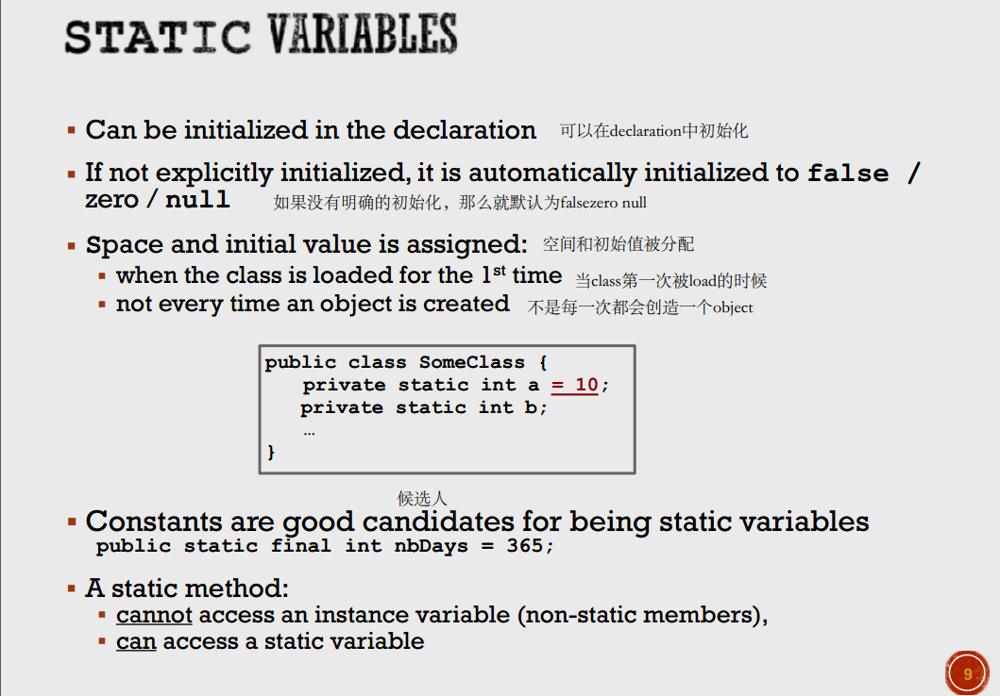 STATIC VARIABLES
Can be initialized in the declaration 可以在declaration中初始化
If not explicitly initialized, it is automatically initialized to false /
zero / null 如果没有明确的初始化，那么就默认为falsezero null
Space and initial value is assigned: 空间和初始值被分配
when the class is loaded for the 1st time 当class第一次被load的时候
not every time an object is created 不是每一次都会创造一个object
public class SomeClass {
private static int a = 10;
private static int b;
…
}
候选人
Constants are good candidates for being static variables
public static final int nbDays = 365;
A static method:
cannot access an instance variable (non-static members),
can access a static variable
9